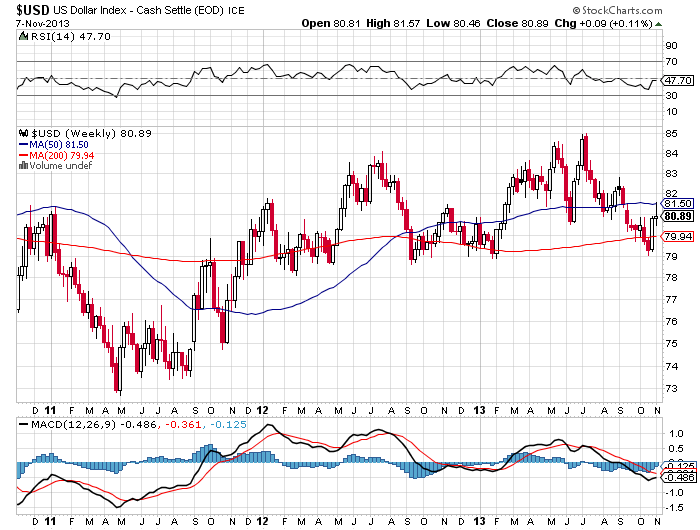 $USD US Dollar Index - Cash Settle (EOD) ICE © StockCharts.com
7-Nov-2013 Open 80.81 High 81.57 Low 80.46 Close 80.89 Chg +0.09 (+0.11%)
RSI(14) 47.70
90
70
47.70
30
10
$USD (Weekly) 80.89
MA(50) 81.50
MA(200) 79.94
Volume undef
85
84
83
82
81.50
80.89
79.94
79
78
77
76
75
74
73
D 11 F M A M J J A S O N D 12 F M A M J J A S O N D 13 F M A M J J A S O N
MACD(12,26,9) -0.486, -0.361, -0.125
1.0
0.5
0.0
-0.125
-0.486
-1.0
-1.5
D 11 F M A M J J A S O N D 12 F M A M J J A S O N D 13 F M A M J J A S O N